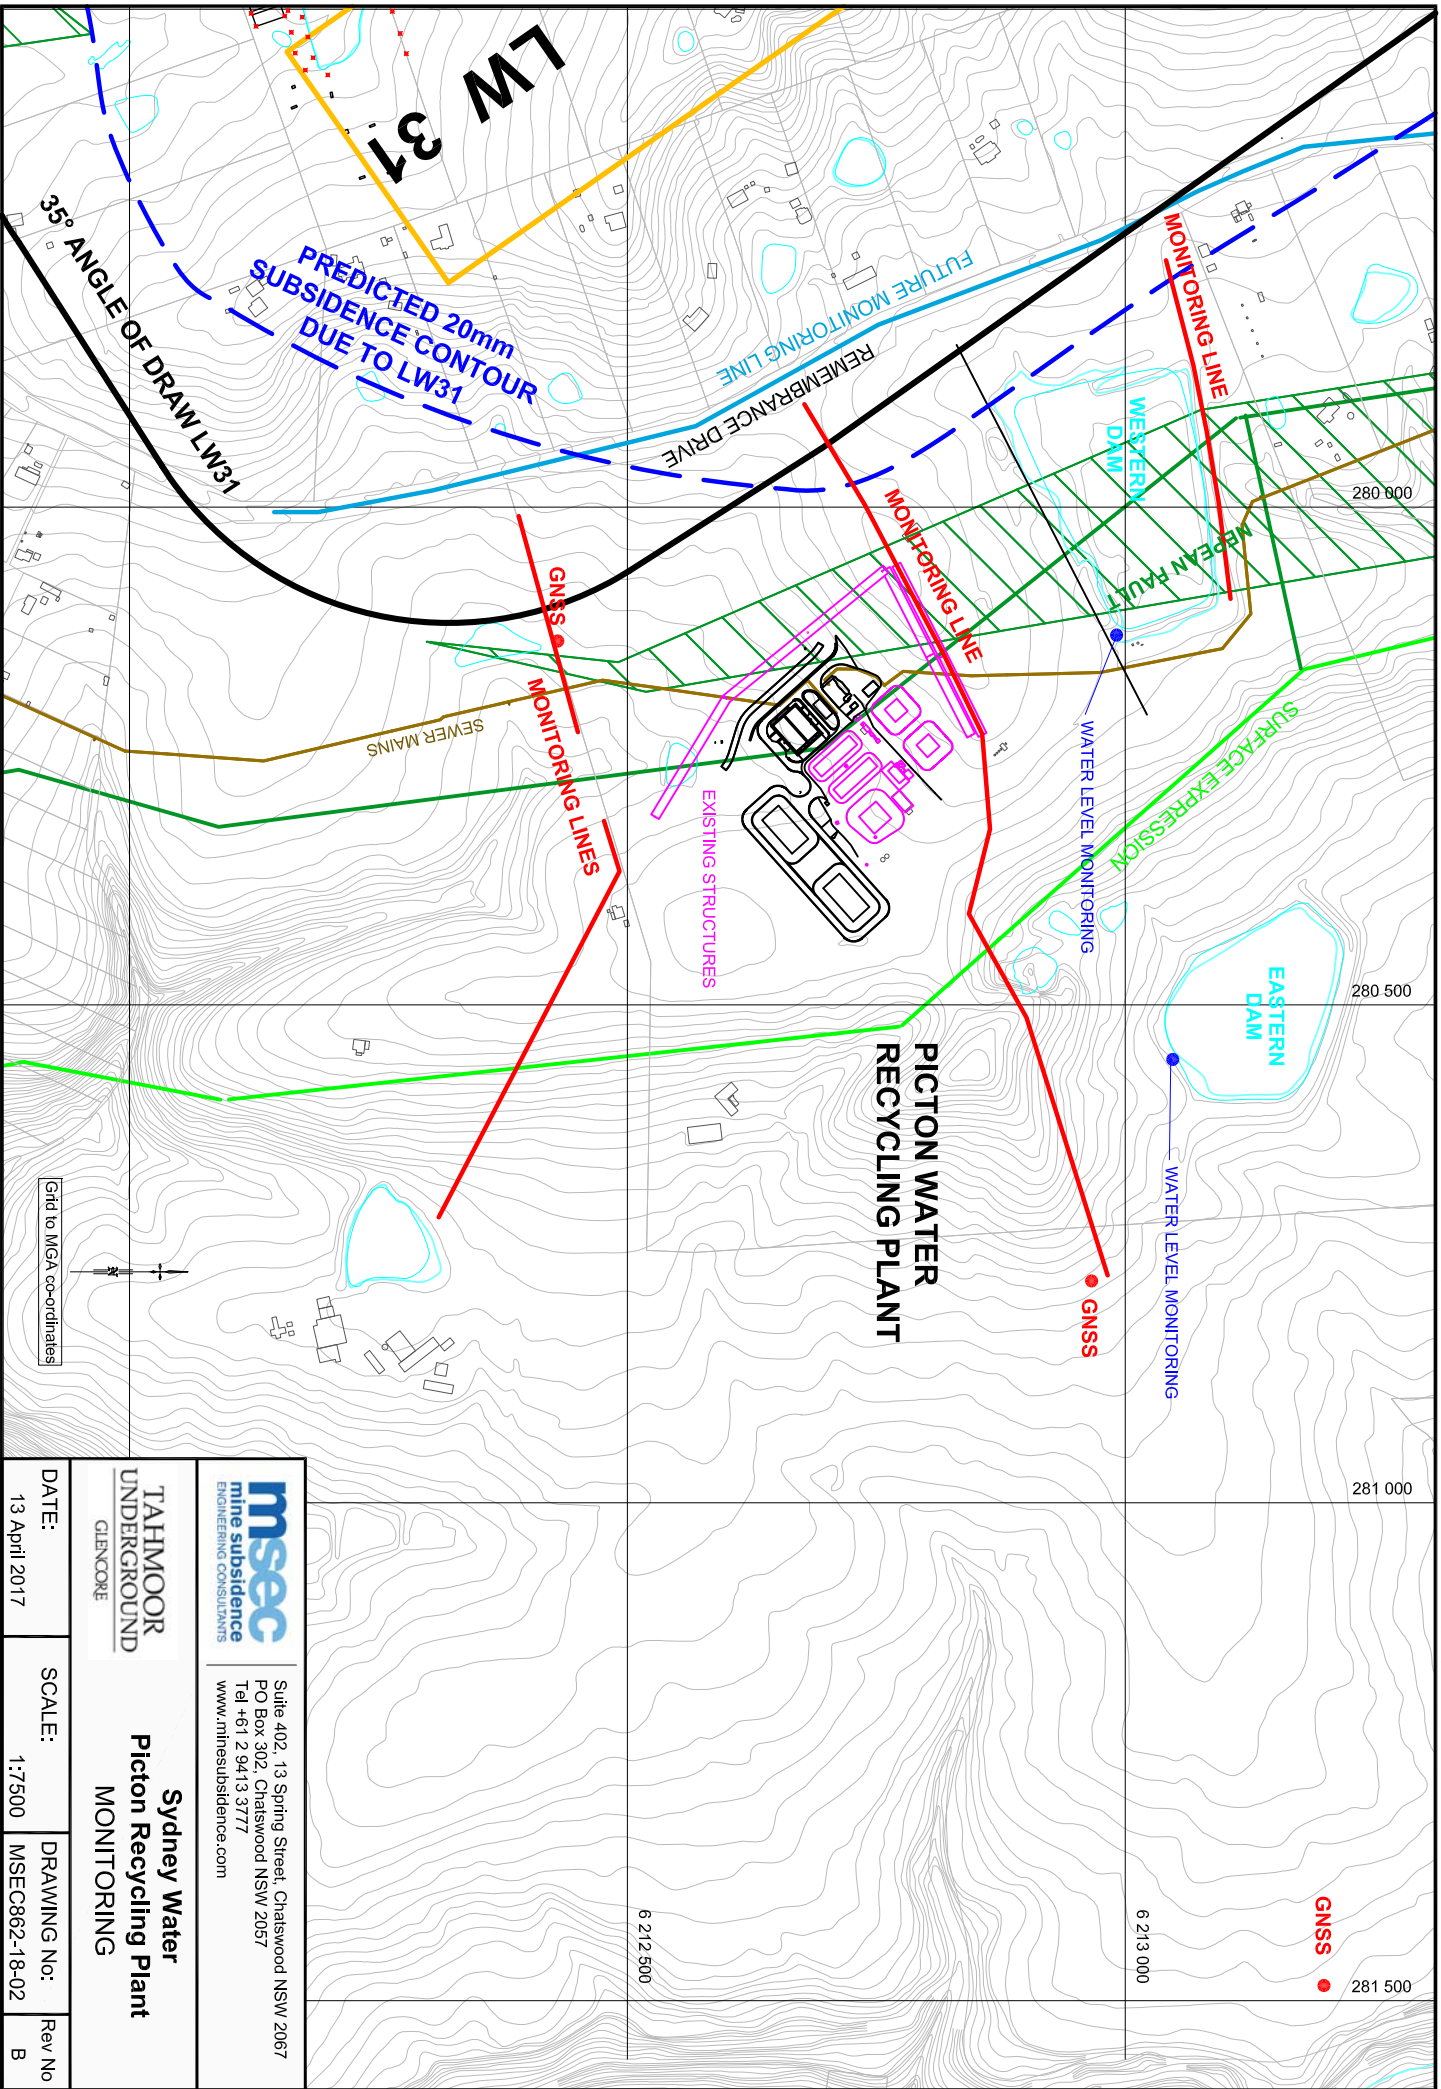 LW 31
35° ANGLE OF DRAW LW31
PREDICTED 20mm
SUBSIDENCE CONTOUR
DUE TO LW31
FUTURE MONITORING LINE
REMEMBRANCE DRIVE
MONITORING LINE
WESTERN
DAM
NEPEAN FAULT
MONITORING LINE
GNSS
MONITORING LINES
SEWER MAINS
EXISTING STRUCTURES
WATER LEVEL MONITORING
SURFACE EXPRESSION
EASTERN
DAM
WATER LEVEL MONITORING
PICTON WATER
RECYCLING PLANT
GNSS
GNSS
280 000
280 500
281 000
281 500
6 212 500
6 213 000
N
Grid to MGA co-ordinates
msec
mine subsidence
ENGINEERING CONSULTANTS
Suite 402, 13 Spring Street, Chatswood NSW 2067
PO Box 302, Chatswood NSW 2057
Tel +61 2 9413 3777
www.minesubsidence.com
TAHMOOR
UNDERGROUND
GLENCORE
Sydney Water
Picton Recycling Plant
MONITORING
DATE:
13 April 2017
SCALE:
1:7500
DRAWING No:
MSEC862-18-02
Rev No
B